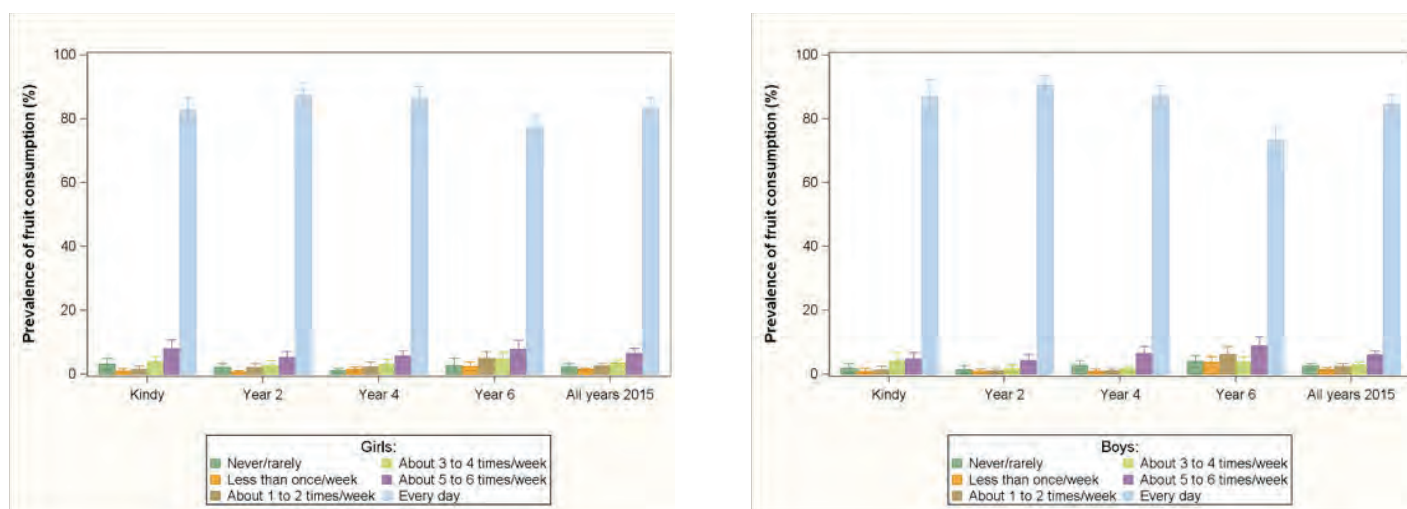 100
80
60
40
20
0
Prevalence of fruit consumption (%)
Kindy Year 2 Year 4 Year 6 All years 2015
Girls:
Never/rarely About 3 to 4 times/week
Less than once/week About 5 to 6 times/week
About 1 to 2 times/week Every day
100
80
60
40
20
0
Prevalence of fruit consumption (%)
Kindy Year 2 Year 4 Year 6 All years 2015
Boys:
Never/rarely About 3 to 4 times/week
Less than once/week About 5 to 6 times/week
About 1 to 2 times/week Every day